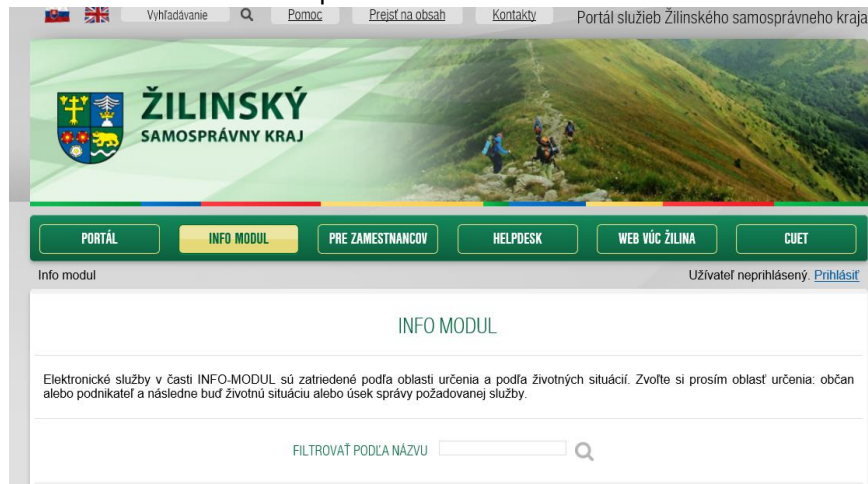 Vyhľadávanie Pomoc Prejsť na obsah Kontakty Portál služieb Žilinského samosprávneho kraja
ŽILINSKÝ
SAMOSPRÁVNY KRAJ
PORTÁL INFO MODUL PRE ZAMESTNANCOV HELPDESK WEB VÚC ŽILINA CUET
Info modul Užívateľ neprihlásený. Prihlásiť
INFO MODUL
Elektronické služby v časti INFO-MODUL sú zatriedené podľa oblasti určenia a podľa životných situácií. Zvoľte si prosím oblasť určenia: občan
alebo podnikateľ a následne buď životnú situáciu alebo úsek správy požadovanej služby.
FILTROVAŤ PODĽA NÁZVU